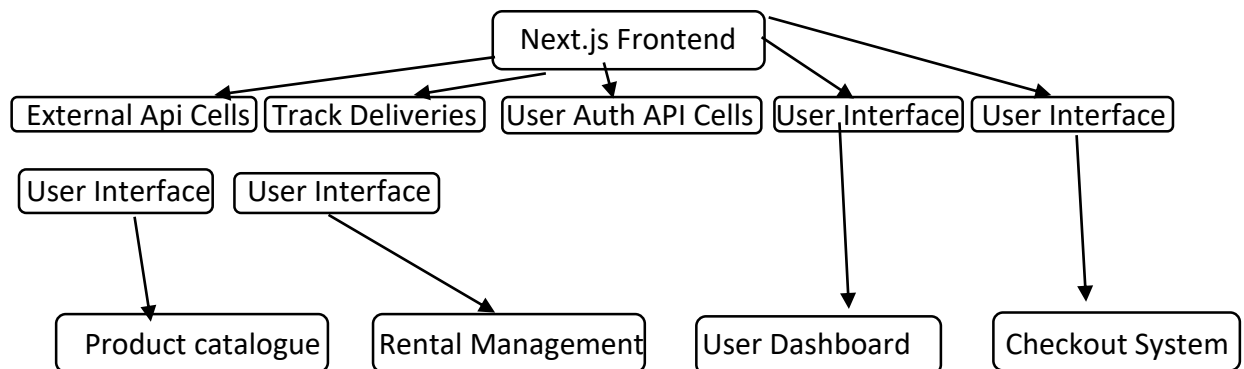 Next.js Frontend
External Api Cells
Track Deliveries
User Auth API Cells
User Interface
User Interface
User Interface
User Interface
Product catalogue
Rental Management
User Dashboard
Checkout System